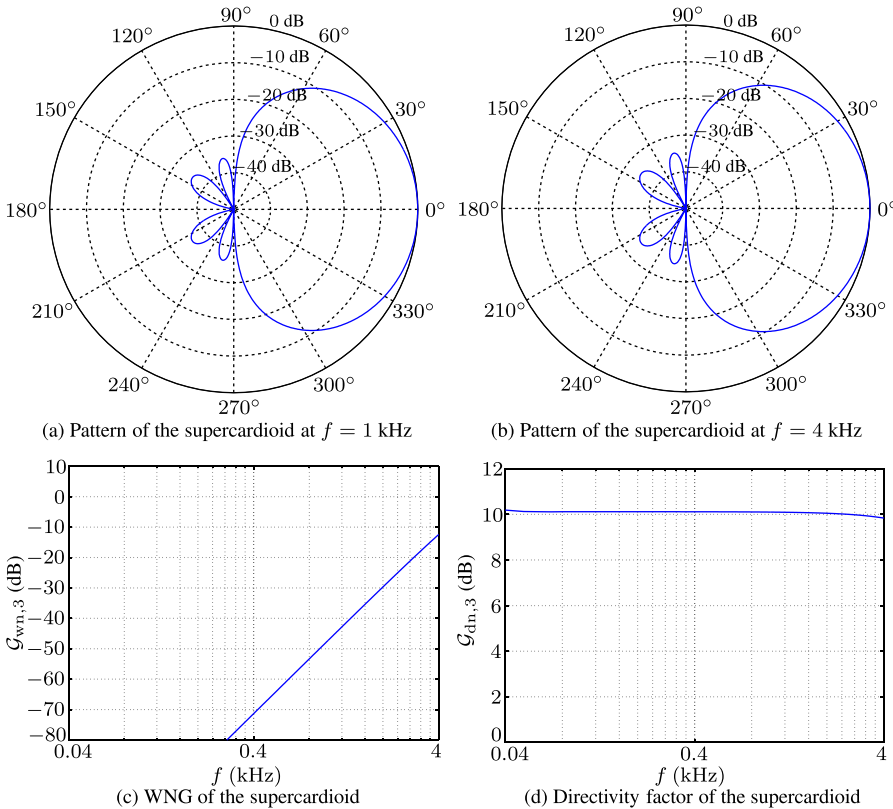 90°
0 dB
120°
60°
−10 dB
150°
−20 dB
30°
−30 dB
−40 dB
180°
0°
210°
330°
240°
300°
270°
(a) Pattern of the supercardioid at f = 1 kHz
90°
0 dB
120°
60°
−10 dB
150°
−20 dB
30°
−30 dB
−40 dB
180°
0°
210°
330°
240°
300°
270°
(b) Pattern of the supercardioid at f = 4 kHz
10
0
−10
−20
−30
−40
−50
−60
−70
−80
𝒢wn,3 (dB)
0.04
0.4
4
f (kHz)
(c) WNG of the supercardioid
12
10
8
6
4
2
0
𝒢dn,3 (dB)
0.04
0.4
4
f (kHz)
(d) Directivity factor of the supercardioid